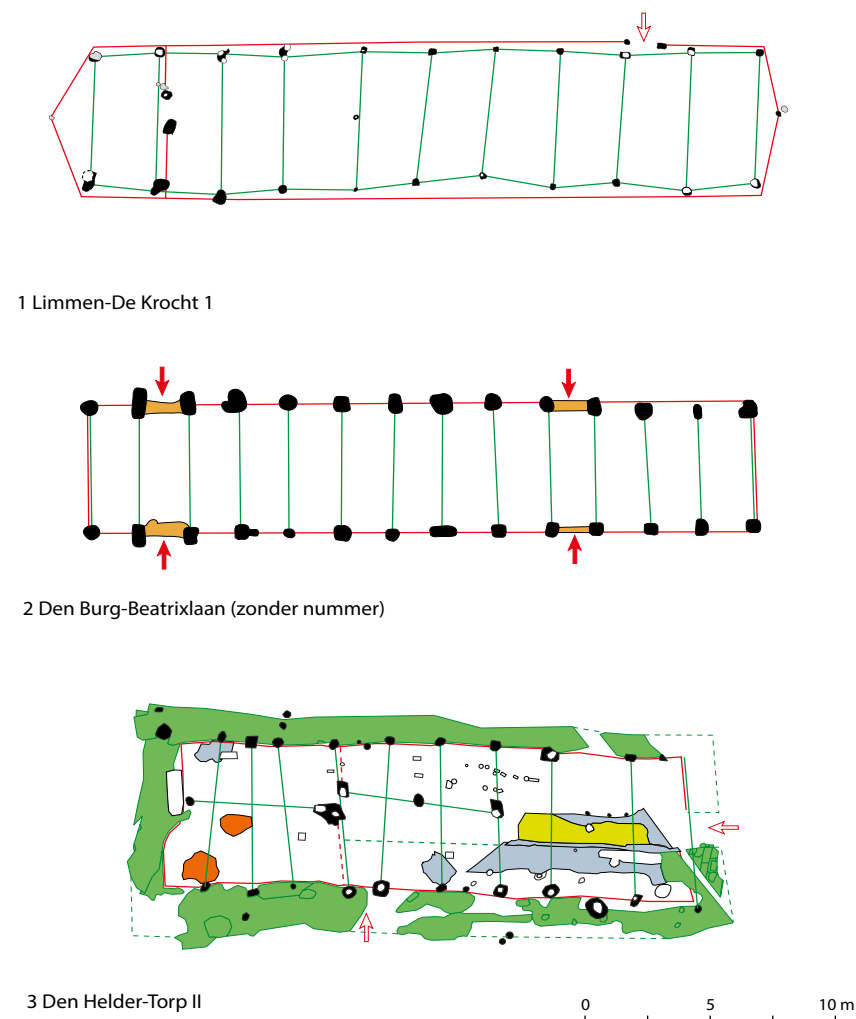 1 Limmen-De Krocht 1
2 Den Burg-Beatrixlaan (zonder nummer)
3 Den Helder-Torp II
0 5 10 m